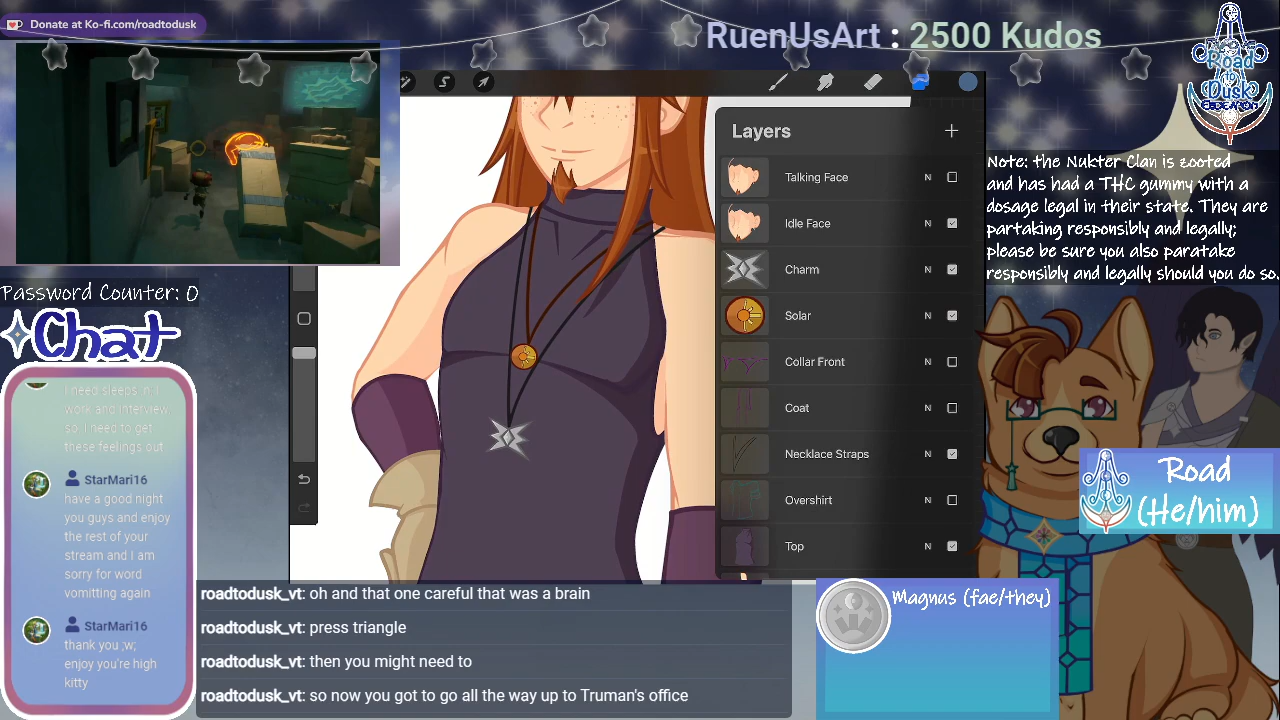 Donate at Ko-fi.com/roadtodusk
RuenUsArt : 2500 Kudos
Road
to
Dusk
Layers
Talking Face
N
Idle Face
N
Charm
N
Solar
N
Collar Front
N
Coat
N
Necklace Straps
N
Overshirt
N
Top
N
Note: the Nukter Clan is zooted
and has had a THC gummy with a
dosage legal in their state. They are
partaking responsibly and legally;
please be sure you also paratake
responsibly and legally should you do so.
Password Counter: 0
Chat
I need sleeps in I
work and interview
so I need to get
these feelings out
StarMari16
have a good night
you guys and enjoy
the rest of your
stream and I am
sorry for word
vomitting again
StarMari16
thank you ;w;
enjoy you're high
kitty
roadtodusk_vt: oh and that one careful that was a brain
roadtodusk_vt: press triangle
roadtodusk_vt: then you might need to
roadtodusk_vt: so now you got to go all the way up to Truman's office
Road
(He/him)
Magnus (fae/they)